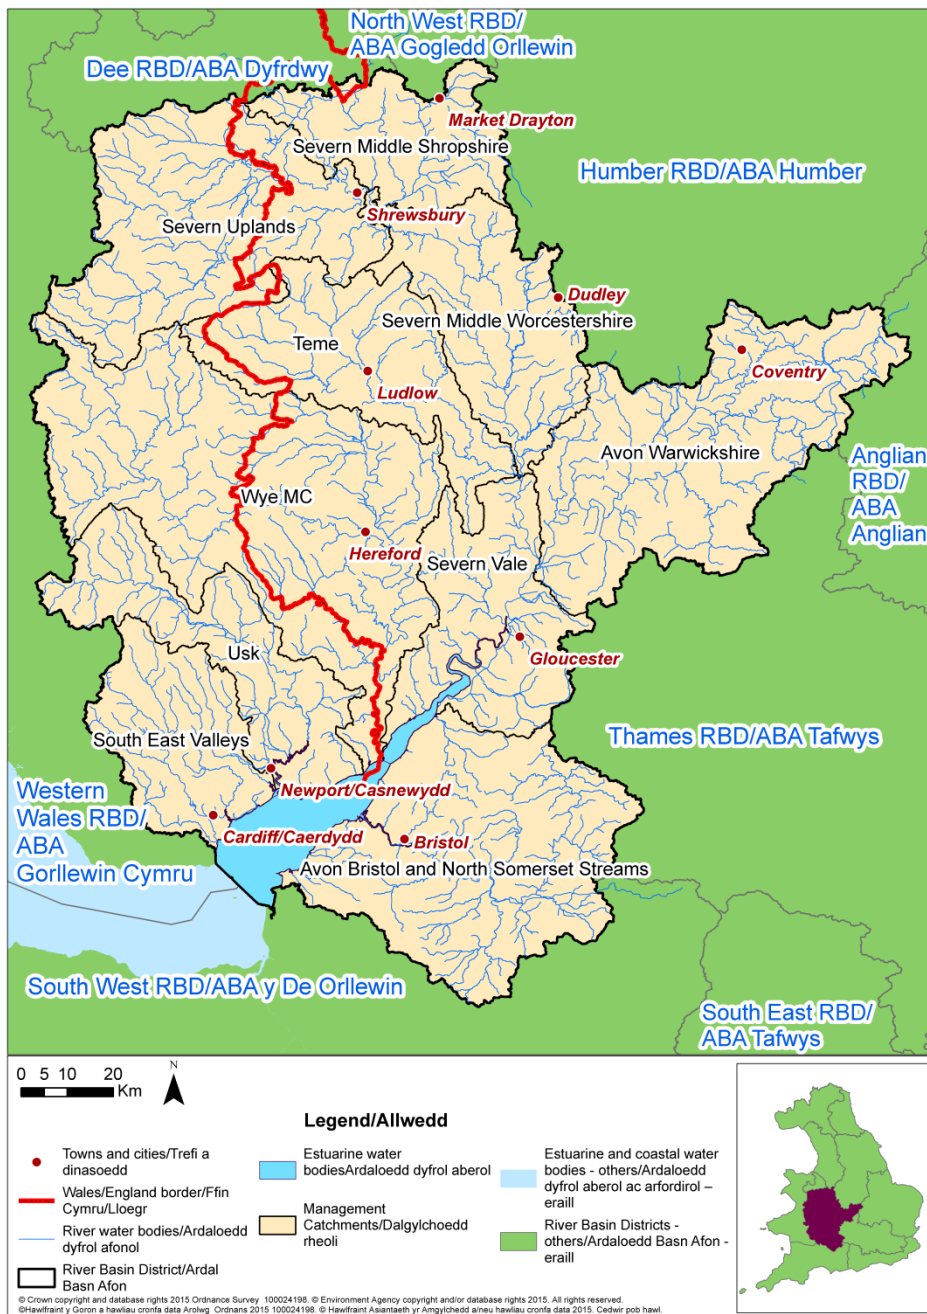 North West RBD/
ABA Gogledd Orllewin
Dee RBD/ABA Dyfrdwy
Market Drayton
Severn Middle Shropshire
Humber RBD/ABA Humber
Shrewsbury
Severn Uplands
Dudley
Severn Middle Worcestershire
Teme
Coventry
Ludlow
Avon Warwickshire
Anglian
RBD/
ABA
Anglian
Wye MC
Hereford
Severn Vale
Usk
Gloucester
South East Valleys
Thames RBD/ABA Tafwys
Newport/Casnewydd
Western
Wales RBD/
ABA
Gorllewin Cymru
Cardiff/Caerdydd
Bristol
Avon Bristol and North Somerset Streams
South West RBD/ABA y De Orllewin
South East RBD/
ABA Tafwys
0 5 10 20
Km
N
Legend/Allwedd
Towns and cities/Trefi a
dinasoedd
Wales/England border/Ffin
Cymru/Lloegr
River water bodies/Ardaloedd
dyfrol afonol
River Basin District/Ardal
Basn Afon
Estuarine water
bodiesArdaloedd dyfrol aberol
Management
Catchments/Dalgylchoedd
rheoli
Estuarine and coastal water
bodies - others/Ardaloedd
dyfrol aberol ac arfordirol –
eraill
River Basin Districts -
others/Ardaloedd Basn Afon -
eraill
© Crown copyright and database rights 2015 Ordnance Survey 100024198. © Environment Agency copyright and/or database rights 2015. All rights reserved.
©Hawlfraint y Goron a hawliau cronfa data Arolwg Ordnans 2015 100024198. © Hawlfraint Asiantaeth yr Amgylchedd a/neu hawliau cronfa data 2015. Cedwir pob hawl.